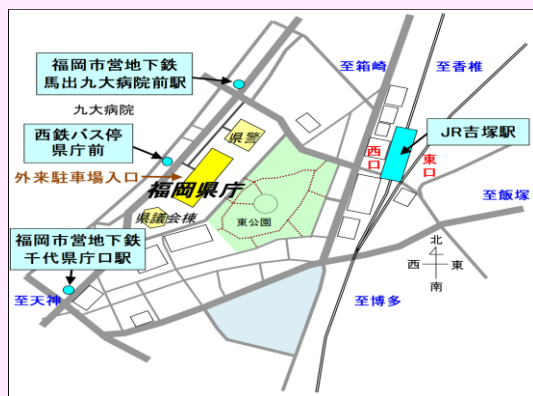 福岡市営地下鉄
馬出九大病院前駅
至箱崎
至香椎
九大病院
JR吉塚駅
西鉄バス停
県庁前
県警
西口
東口
外来駐車場入口
福岡県庁
至飯塚
県議会棟
東公園
福岡市営地下鉄
千代県庁口駅
北
西
東
南
至天神
至博多